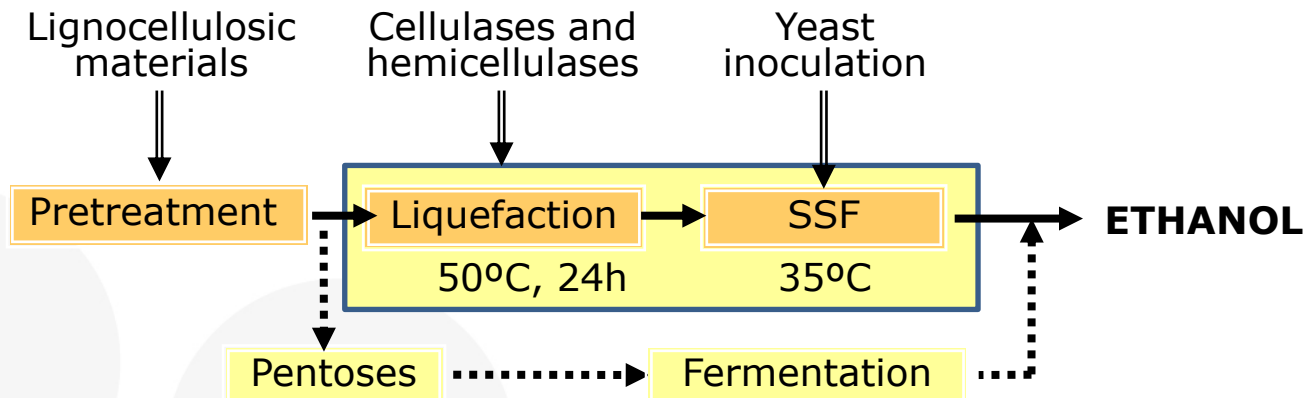 Lignocellulosic
materials
Cellulases and
hemicellulases
Yeast
inoculation
Pretreatment
Liquefaction
SSF
ETHANOL
50ºC, 24h
35ºC
Pentoses
Fermentation